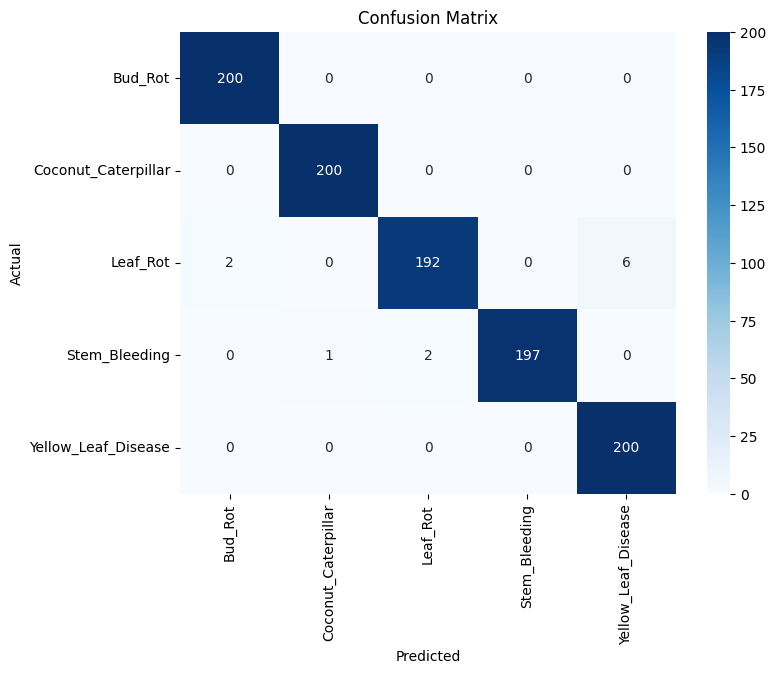 Confusion Matrix
Actual
Bud_Rot 200 0 0 0 0
Coconut_Caterpillar 0 200 0 0 0
Leaf_Rot 2 0 192 0 6
Stem_Bleeding 0 1 2 197 0
Yellow_Leaf_Disease 0 0 0 0 200
Bud_Rot Coconut_Caterpillar Leaf_Rot Stem_Bleeding Yellow_Leaf_Disease
Predicted
200
175
150
125
100
75
50
25
0